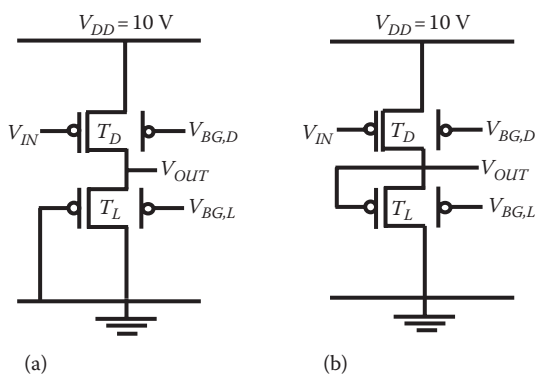 V_DD = 10 V
V_IN
T_D
V_BG,D
V_OUT
T_L
V_BG,L
(a)
V_DD = 10 V
V_IN
T_D
V_BG,D
V_OUT
T_L
V_BG,L
(b)